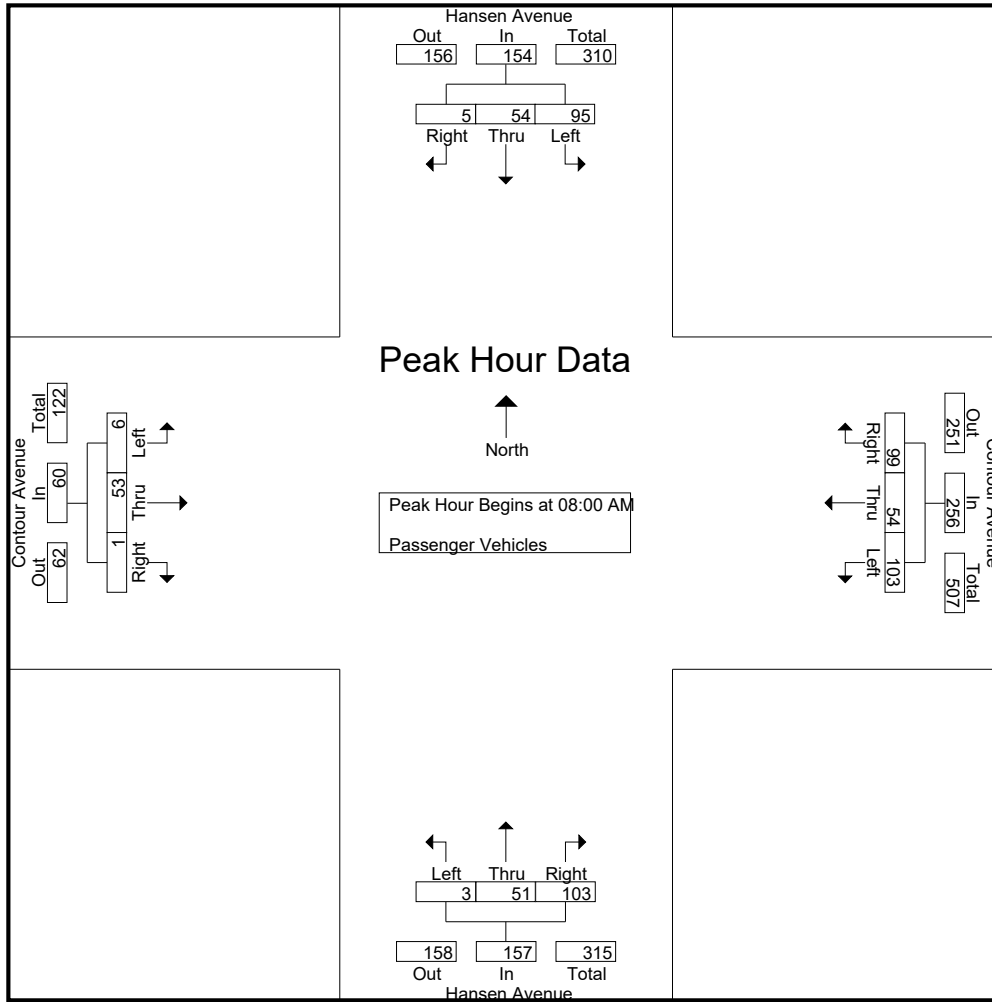 Hansen Avenue
Out In Total
156 154 310
5 54 95
Right Thru Left
Peak Hour Data
North
Peak Hour Begins at 08:00 AM
Passenger Vehicles
Contour Avenue
Out In Total
62 60 122
Left Thru Right
6 53 1
Contour Avenue
Out In Total
251 256 507
Right Thru Left
99 54 103
Left Thru Right
3 51 103
158 157 315
Out In Total
Hansen Avenue